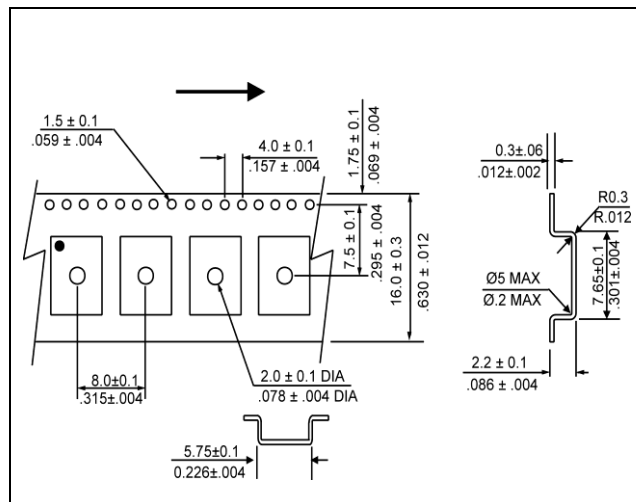 1.5 ± 0.1
.059 ± .004
4.0 ± 0.1
.157 ± .004
1.75 ± 0.1
.069 ± .004
0.3±.06
.012±.002
R0.3
R.012
7.5 ± 0.1
.295 ± .004
16.0 ± 0.3
.630 ± .012
7.65±0.1
.301±.004
Ø5 MAX
Ø.2 MAX
2.2 ± 0.1
.086 ± .004
8.0±0.1
.315±.004
2.0 ± 0.1 DIA
.078 ± .004 DIA
5.75±0.1
0.226±.004